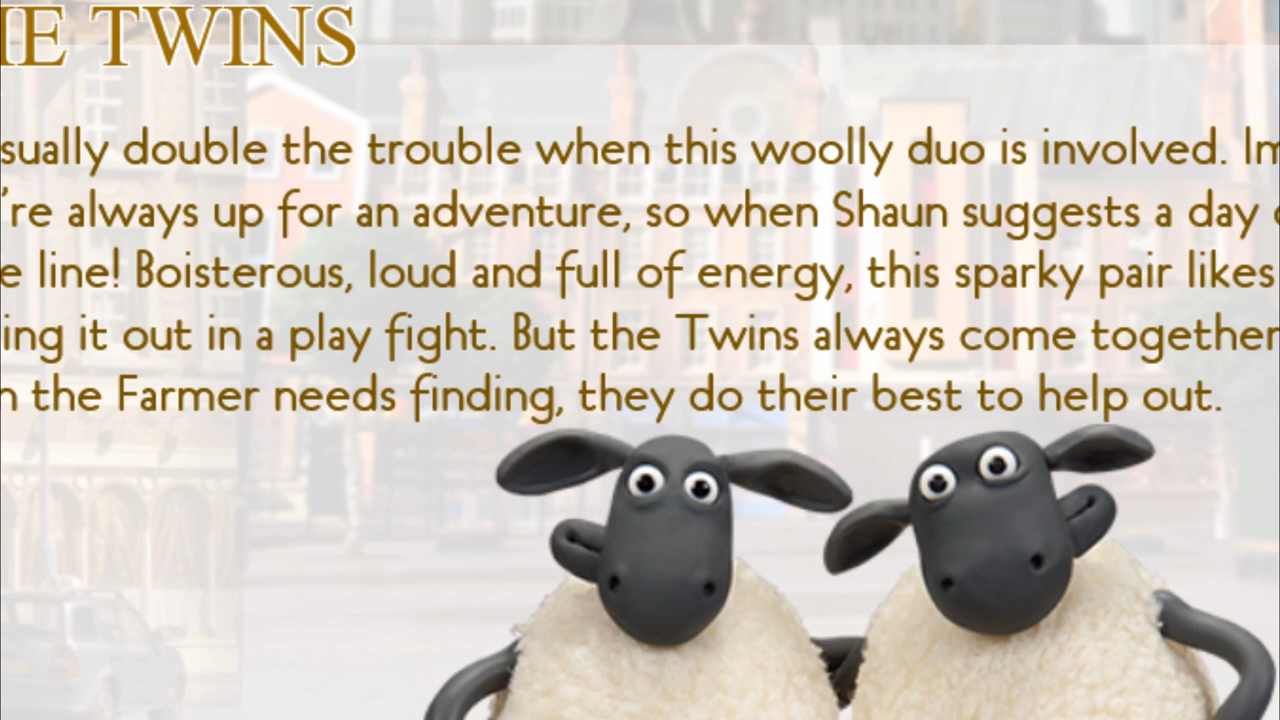 IE TWINS
sually double the trouble when this woolly duo is involved. Im
're always up for an adventure, so when Shaun suggests a day
e line! Boisterous, loud and full of energy, this sparky pair likes
ing it out in a play fight. But the Twins always come together
n the Farmer needs finding, they do their best to help out.